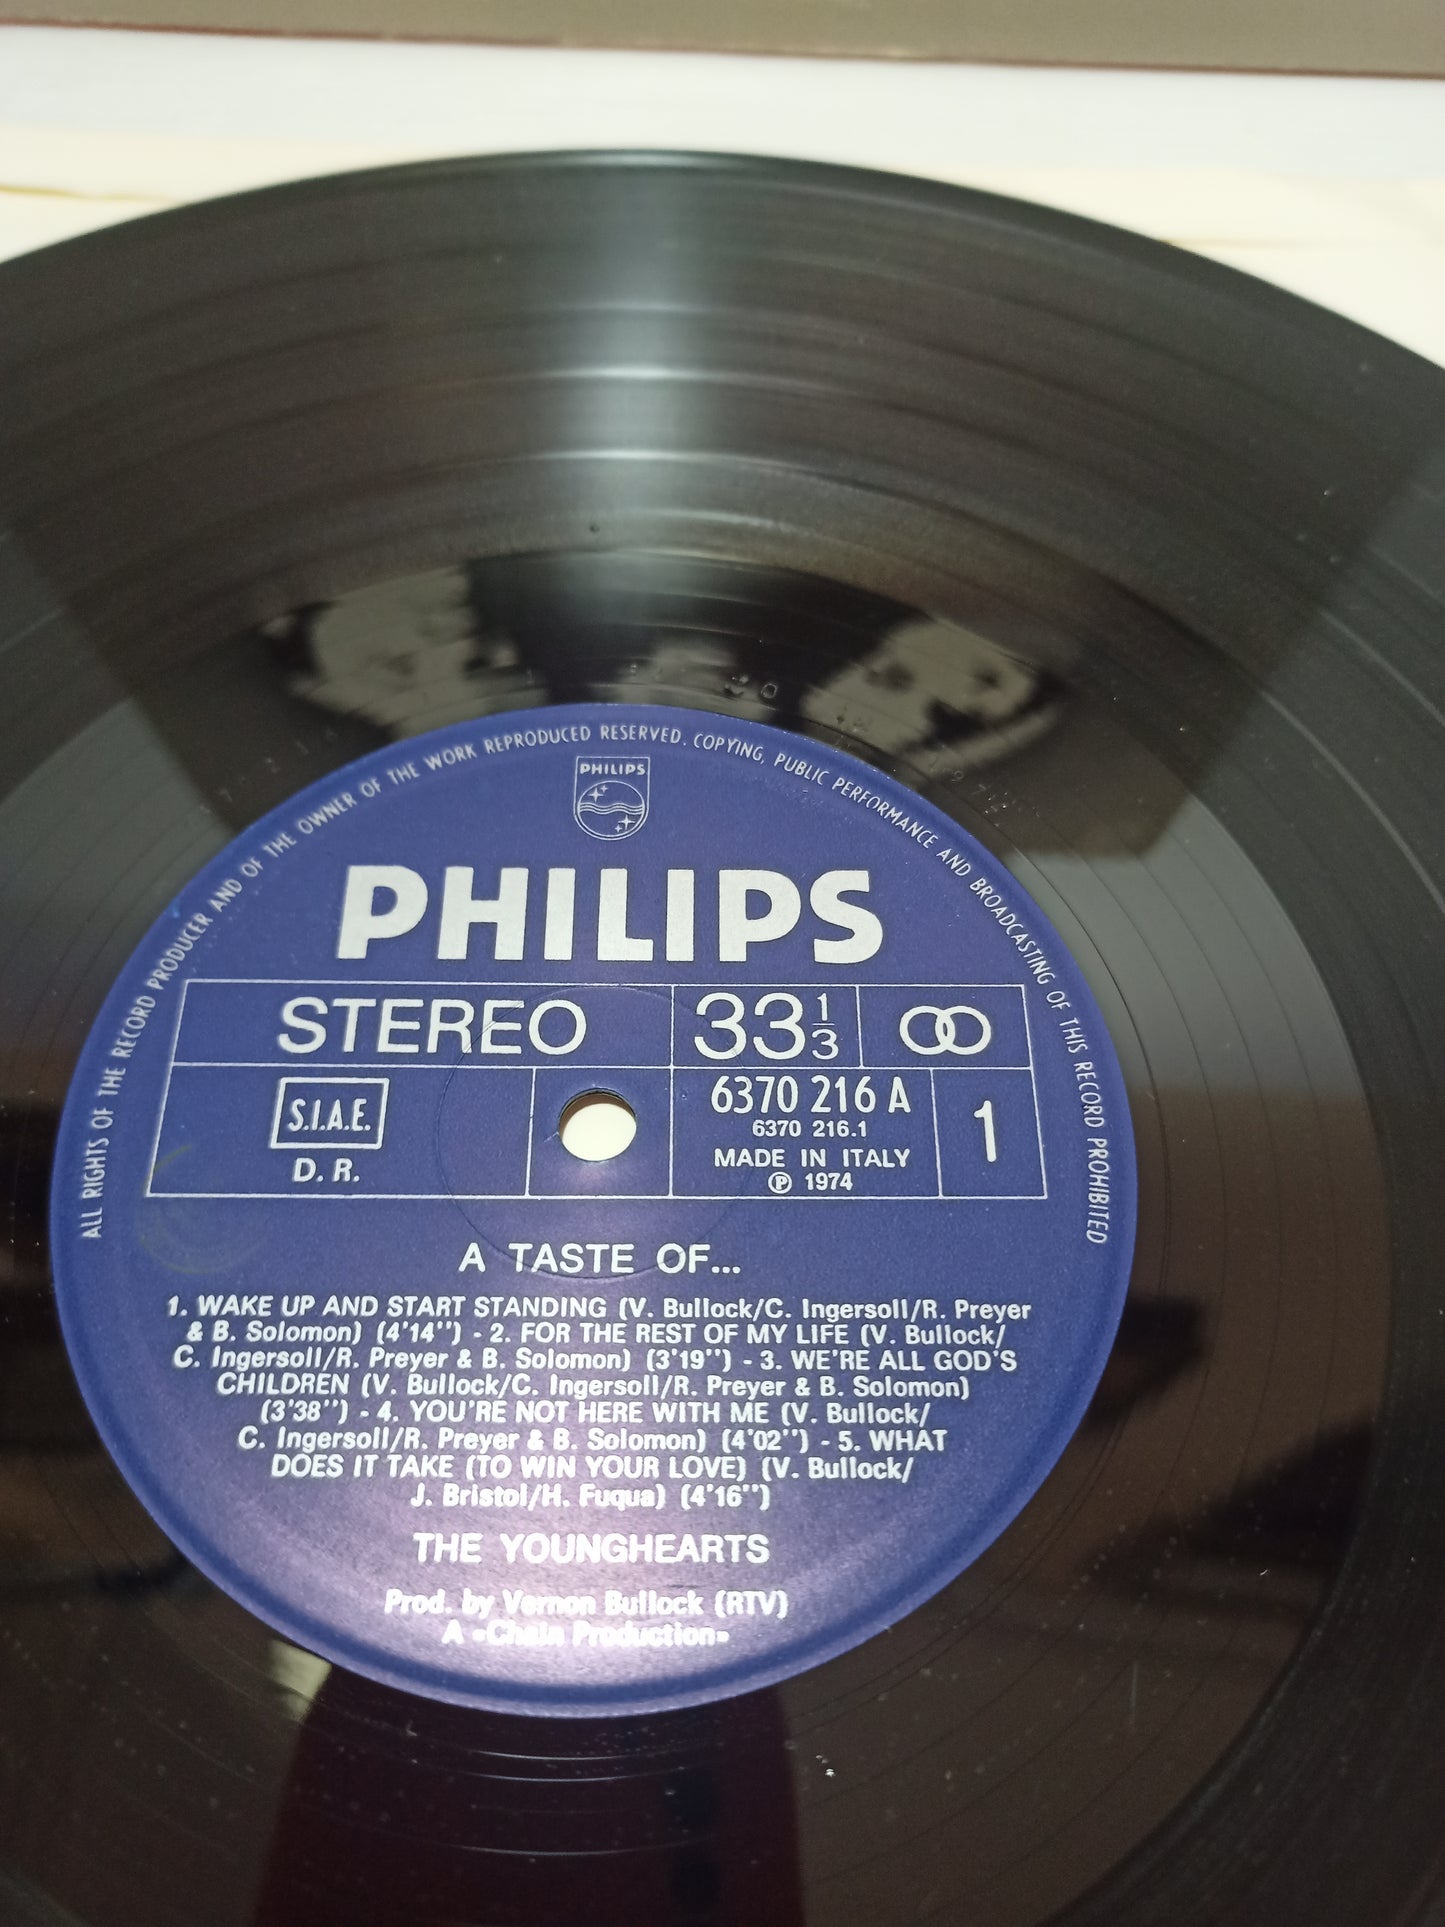 ALL RIGHTS OF THE RECORD PRODUCER AND OF THE OWNER OF THE WORK REPRODUCED RESERVED. COPYING, PUBLIC PERFORMANCE AND BROADCASTING OF THIS RECORD PROHIBITED
PHILIPS
PHILIPS
STEREO
33 1/3
S.I.A.E.
D. R.
6370 216 A
6370 216.1
MADE IN ITALY
℗ 1974
1
A TASTE OF...
1. WAKE UP AND START STANDING (V. Bullock/C. Ingersoll/R. Preyer
& B. Solomon) (4'14") - 2. FOR THE REST OF MY LIFE (V. Bullock/
C. Ingersoll/R. Preyer & B. Solomon) (3'19") - 3. WE'RE ALL GOD'S
CHILDREN (V. Bullock/C. Ingersoll/R. Preyer & B. Solomon)
(3'38") - 4. YOU'RE NOT HERE WITH ME (V. Bullock/
C. Ingersoll/R. Preyer & B. Solomon) (4'02") - 5. WHAT
DOES IT TAKE (TO WIN YOUR LOVE) (V. Bullock/
J. Bristol/H. Fuqua) (4'16")
THE YOUNGHEARTS
Prod. by Vernon Bullock (RTV)
A «Chain Production»